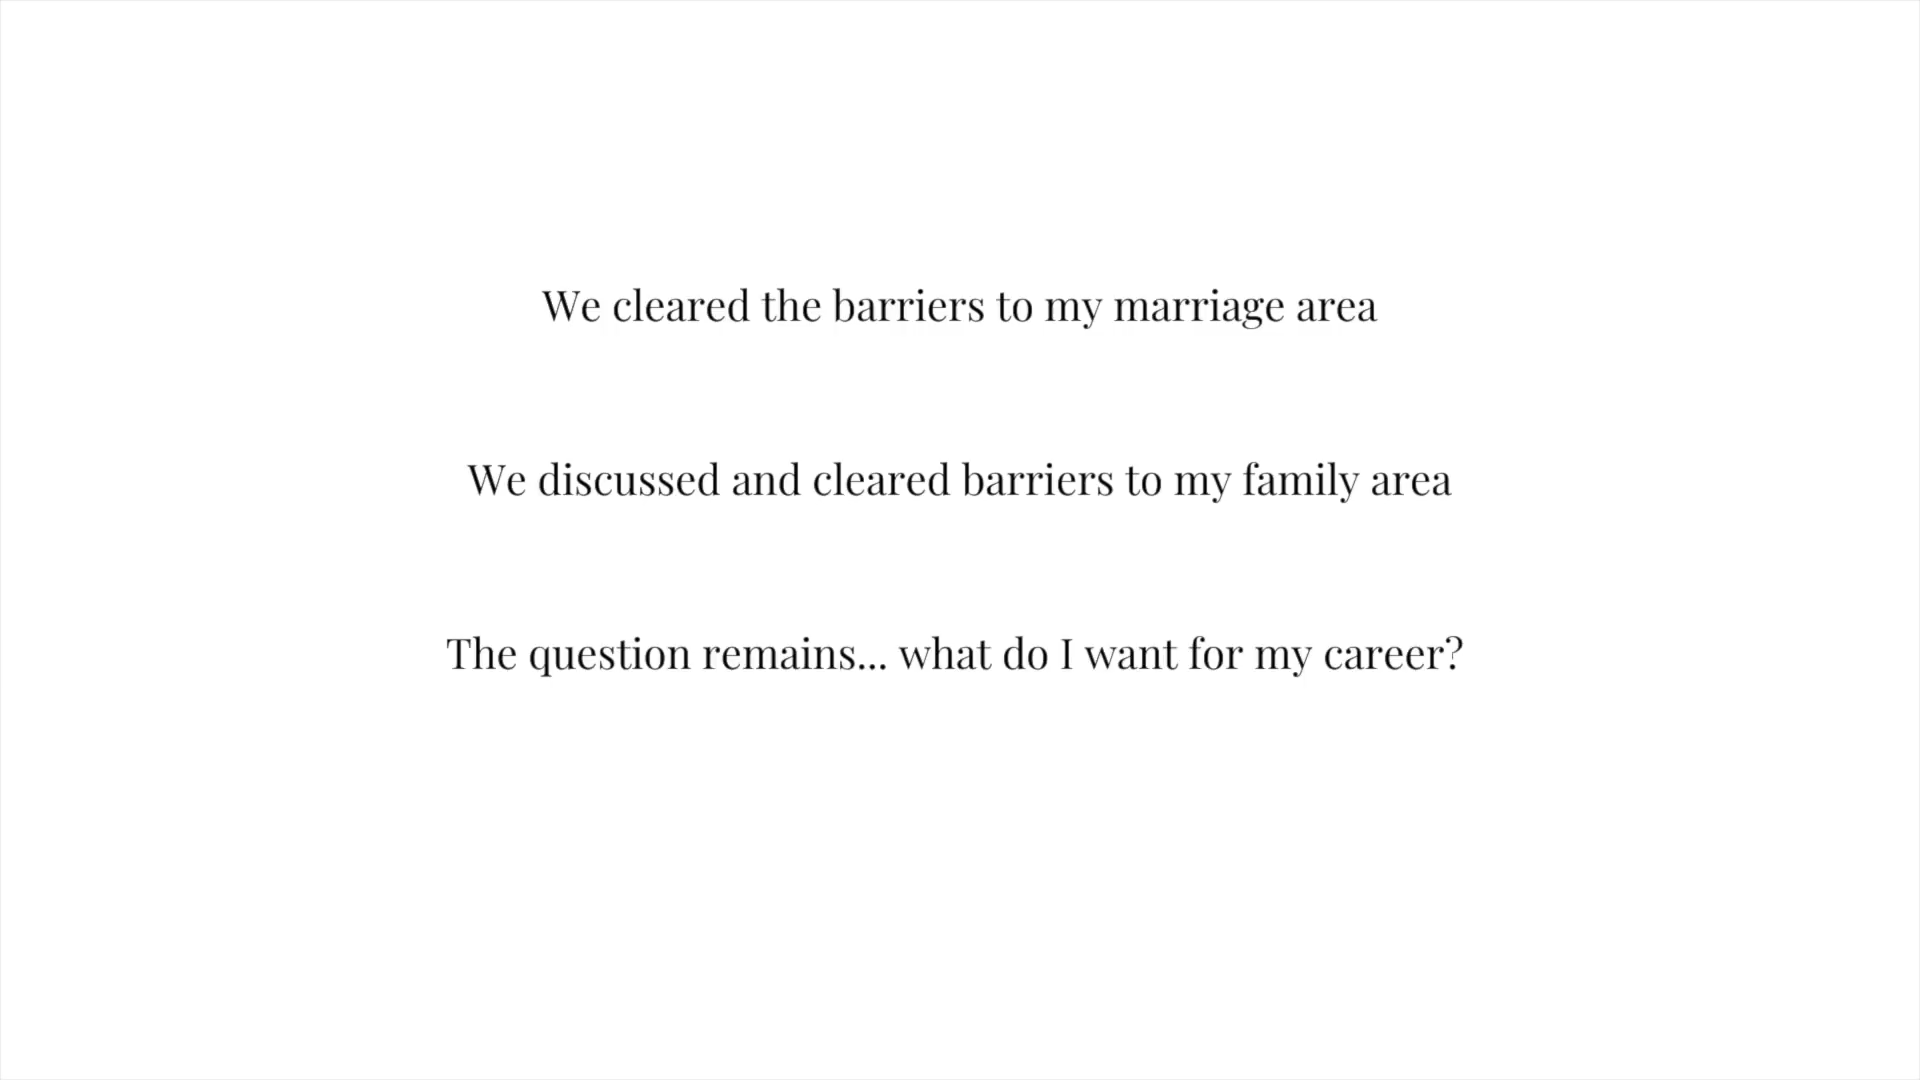 We cleared the barriers to my marriage area
We discussed and cleared barriers to my family area
The question remains... what do I want for my career?